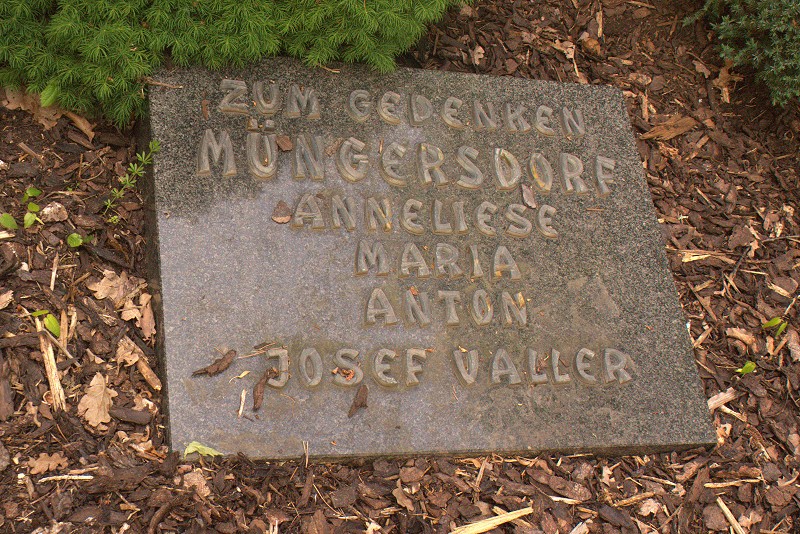 ZUM GEDENKEN
MÜNGERSDORF
ANNELIESE
MARIA
ANTON
JOSEF VALLER